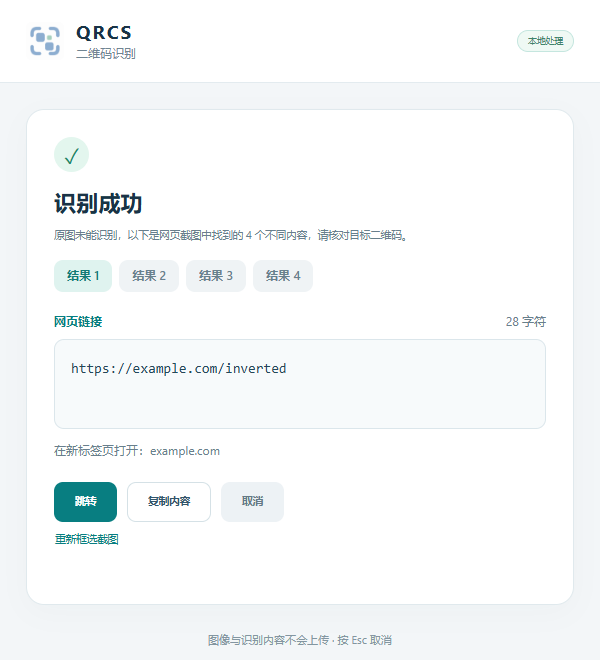 QRCS
二维码识别
本地处理
识别成功
原图未能识别，以下是网页截图中找到的 4 个不同内容，请核对目标二维码。
结果 1
结果 2
结果 3
结果 4
网页链接
28 字符
https://example.com/inverted
在新标签页打开：example.com
跳转
复制内容
取消
重新框选截图
图像与识别内容不会上传 · 按 Esc 取消